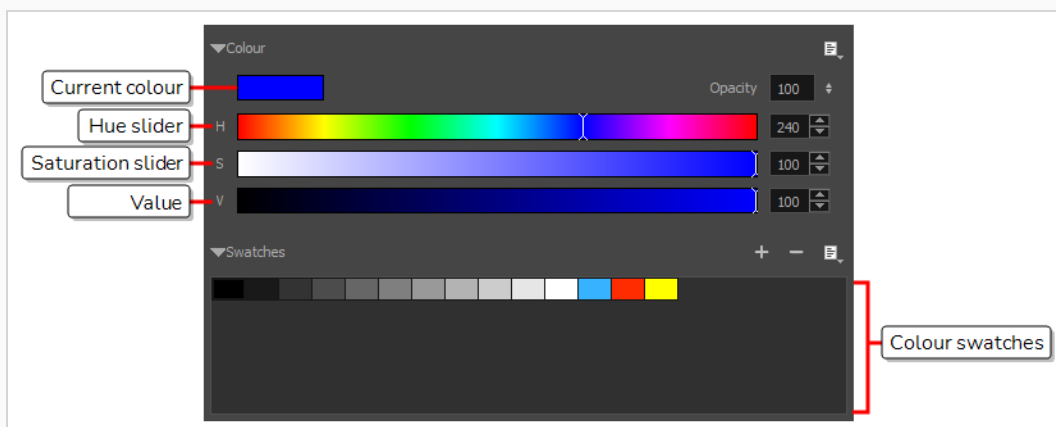 Colour
Current colour
Opacity 100
Hue slider H 240
Saturation slider S 100
Value V 100
Swatches + −
Colour swatches